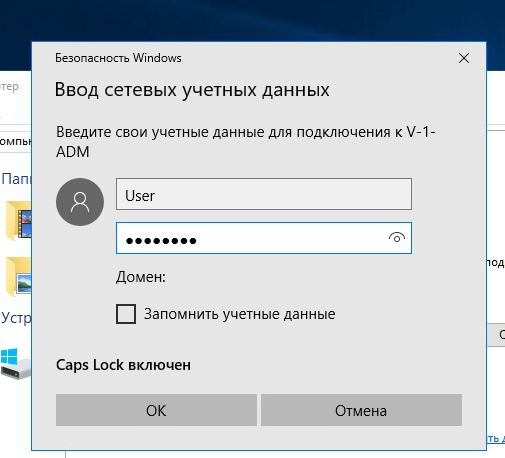 Безопасность Windows
Ввод сетевых учетных данных
Введите свои учетные данные для подключения к V-1-
ADM
User
●●●●●●●●
Домен:
Запомнить учетные данные
Caps Lock включен
OK
Отмена